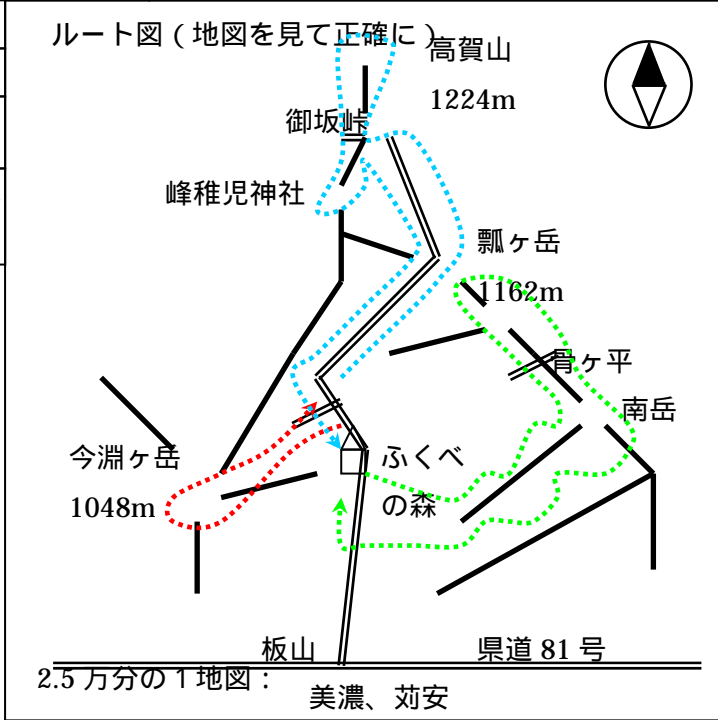 ルート図(地図を見て正確に)
高賀山
1224m
御坂峠
峰稚児神社
瓢ヶ岳
1162m
骨ヶ平
南岳
今淵ヶ岳
1048m
ふくべ
の森
板山
県道 81 号
2.5 万分の 1 地図:
美濃、苅安